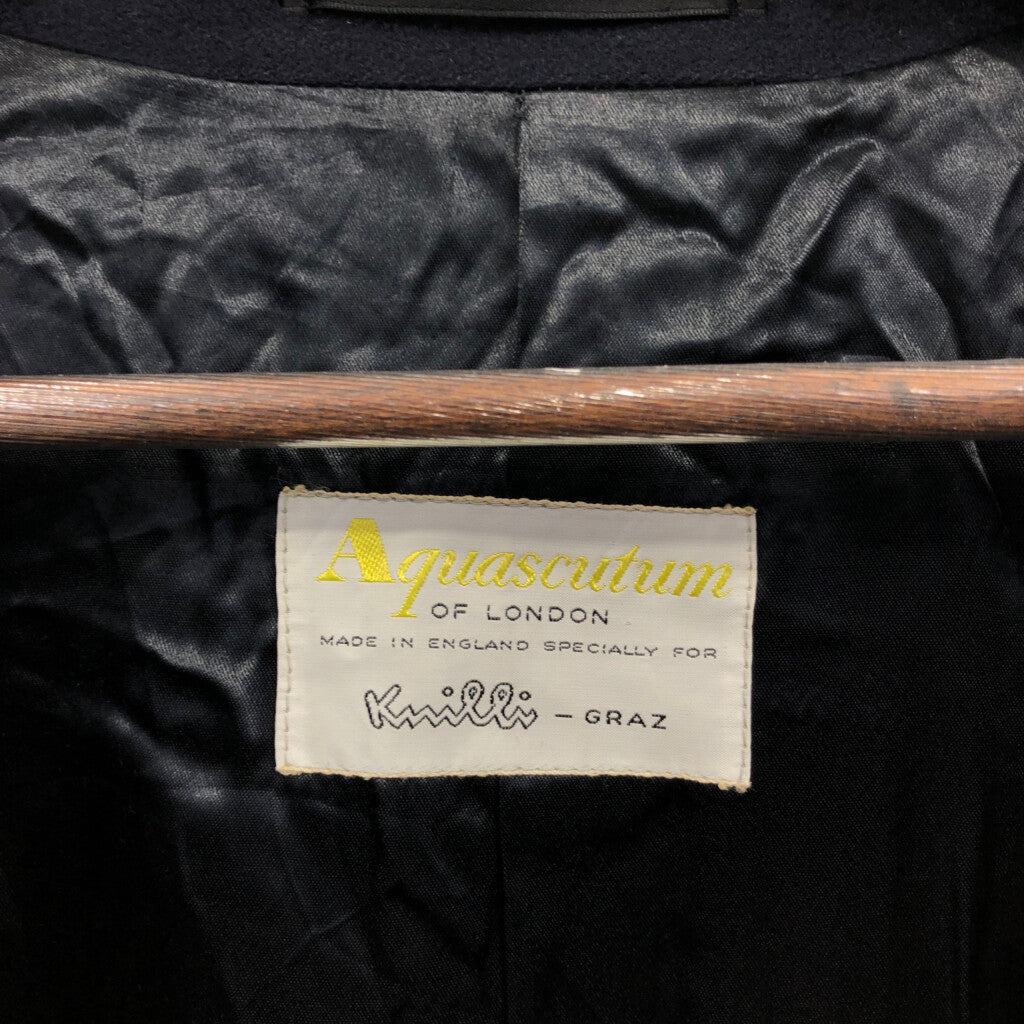 Aquascutum
OF LONDON
MADE IN ENGLAND SPECIALLY FOR
Knilli - GRAZ